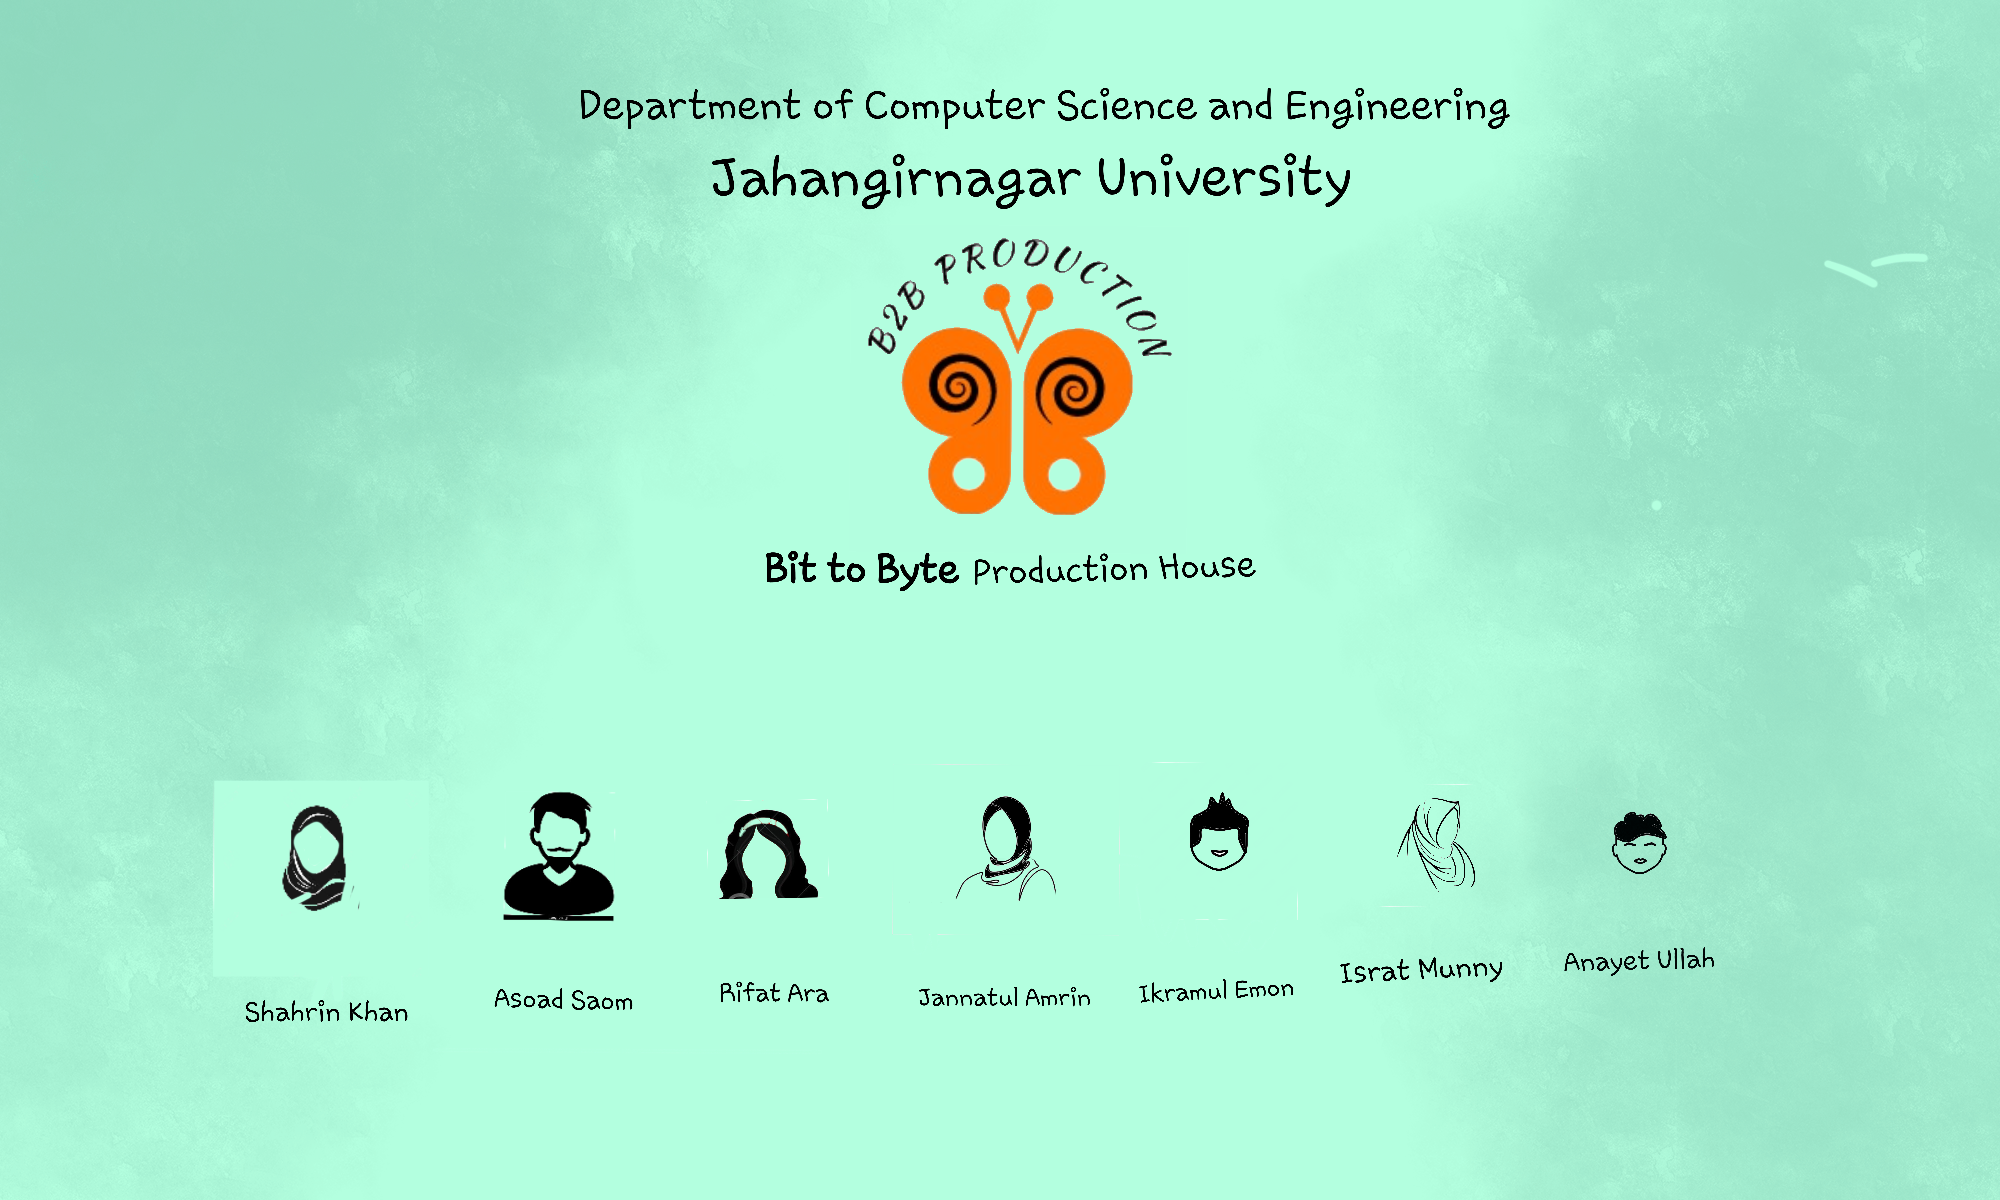 Department of Computer Science and Engineering
Jahangirnagar University
B2B PRODUCTION
Bit to Byte Production House
Shahrin Khan
Asoad Saom
Rifat Ara
Jannatul Amrin
Ikramul Emon
Israt Munny
Anayet Ullah